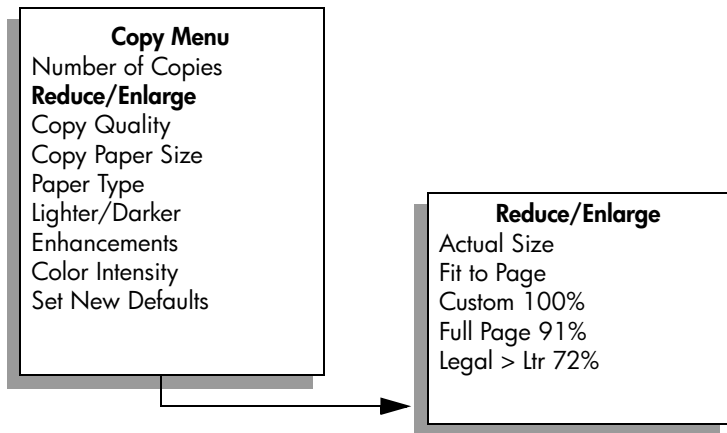 Copy Menu
Number of Copies
Reduce/Enlarge
Copy Quality
Copy Paper Size
Paper Type
Lighter/Darker
Enhancements
Color Intensity
Set New Defaults
Reduce/Enlarge
Actual Size
Fit to Page
Custom 100%
Full Page 91%
Legal > Ltr 72%